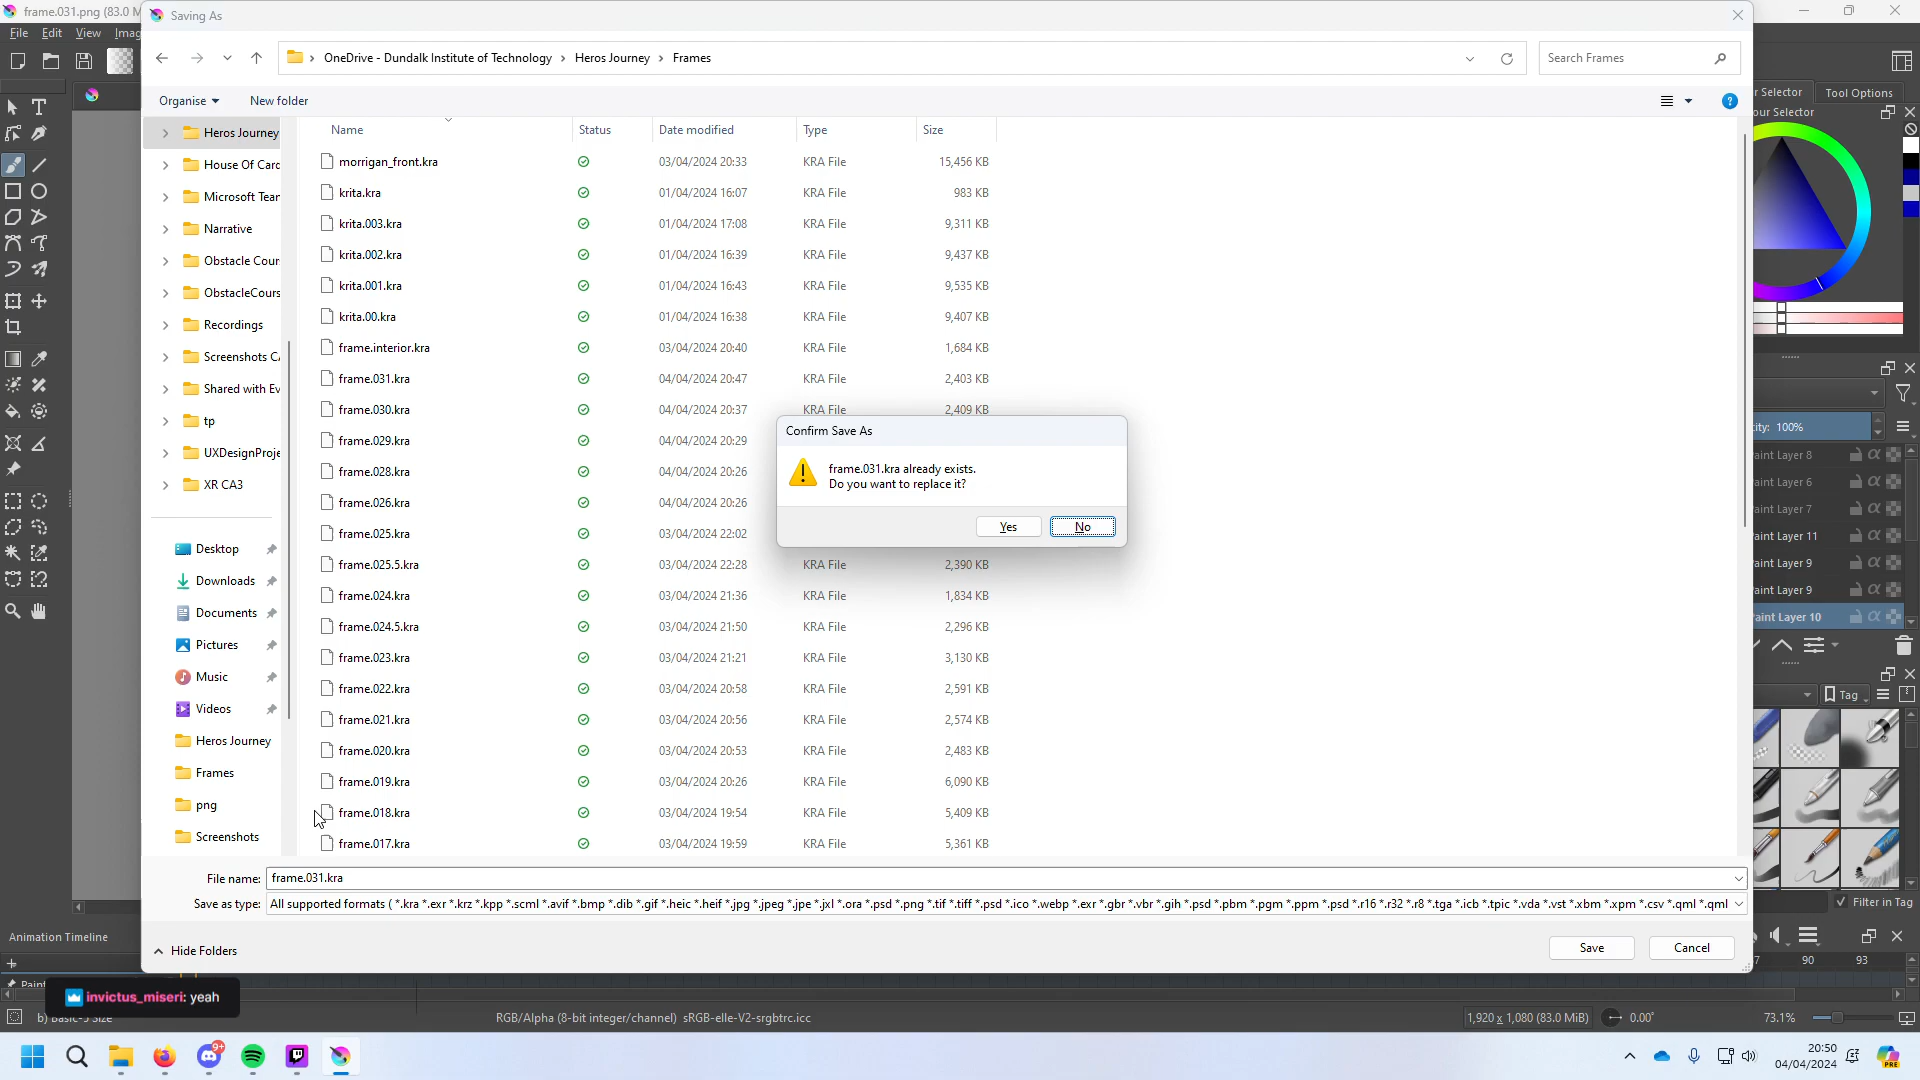 frame.031.png (83.0 M
File Edit View Imag
Saving As
OneDrive - Dundalk Institute of Technology > Heros Journey > Frames
Search Frames
Organise New folder
Name Status Date modified Type Size
Heros Journey
House Of Card
Microsoft Tean
Narrative
Obstacle Cour
ObstacleCours
Recordings
Screenshots C
Shared with Ev
tp
UXDesignProje
XR CA3
Desktop
Downloads
Documents
Pictures
Music
Videos
Heros Journey
Frames
png
Screenshots
morrigan_front.kra 03/04/2024 20:33 KRA File 15,456 KB
krita.kra 01/04/2024 16:07 KRA File 983 KB
krita.003.kra 01/04/2024 17:08 KRA File 9,311 KB
krita.002.kra 01/04/2024 16:39 KRA File 9,437 KB
krita.001.kra 01/04/2024 16:43 KRA File 9,535 KB
krita.00.kra 01/04/2024 16:38 KRA File 9,407 KB
frame.interior.kra 03/04/2024 20:40 KRA File 1,684 KB
frame.031.kra 04/04/2024 20:47 KRA File 2,403 KB
frame.030.kra 04/04/2024 20:37 KRA File 2,409 KB
frame.029.kra 04/04/2024 20:29
frame.028.kra 04/04/2024 20:26
frame.026.kra 04/04/2024 20:26
frame.025.kra 03/04/2024 22:02
frame.025.5.kra 03/04/2024 22:28 KRA File 2,390 KB
frame.024.kra 03/04/2024 21:36 KRA File 1,834 KB
frame.024.5.kra 03/04/2024 21:50 KRA File 2,296 KB
frame.023.kra 03/04/2024 21:21 KRA File 3,130 KB
frame.022.kra 03/04/2024 20:58 KRA File 2,591 KB
frame.021.kra 03/04/2024 20:56 KRA File 2,574 KB
frame.020.kra 03/04/2024 20:53 KRA File 2,483 KB
frame.019.kra 03/04/2024 20:26 KRA File 6,090 KB
frame.018.kra 03/04/2024 19:54 KRA File 5,409 KB
frame.017.kra 03/04/2024 19:59 KRA File 5,361 KB
Confirm Save As
frame.031.kra already exists.
Do you want to replace it?
Yes No
File name: frame.031.kra
Save as type: All supported formats ( *.kra *.exr *.krz *.kpp *.scml *.avif *.bmp *.dib *.gif *.heic *.heif *.jpg *.jpeg *.jpe *.jxl *.ora *.psd *.png *.tif *.tiff *.psd *.ico *.webp *.exr *.gbr *.vbr *.gih *.psd *.pbm *.pgm *.ppm *.psd *.r16 *.r32 *.r8 *.tga *.icb *.tpic *.vda *.vst *.xbm *.xpm *.csv *.qml *.qml
Hide Folders
Save Cancel
r Selector Tool Options
our Selector
ity: 100%
aint Layer 8
aint Layer 6
aint Layer 7
aint Layer 11
aint Layer 9
aint Layer 9
aint Layer 10
Tag
Filter in Tag
Animation Timeline
7 90 93
Paint
invictus_miseri: yeah
b) Basic-5 Size
RGB/Alpha (8-bit integer/channel) sRGB-elle-V2-srgbtrc.icc
1,920 x 1,080 (83.0 MiB)
0.00°
73.1%
9+
20:50
04/04/2024
PRE